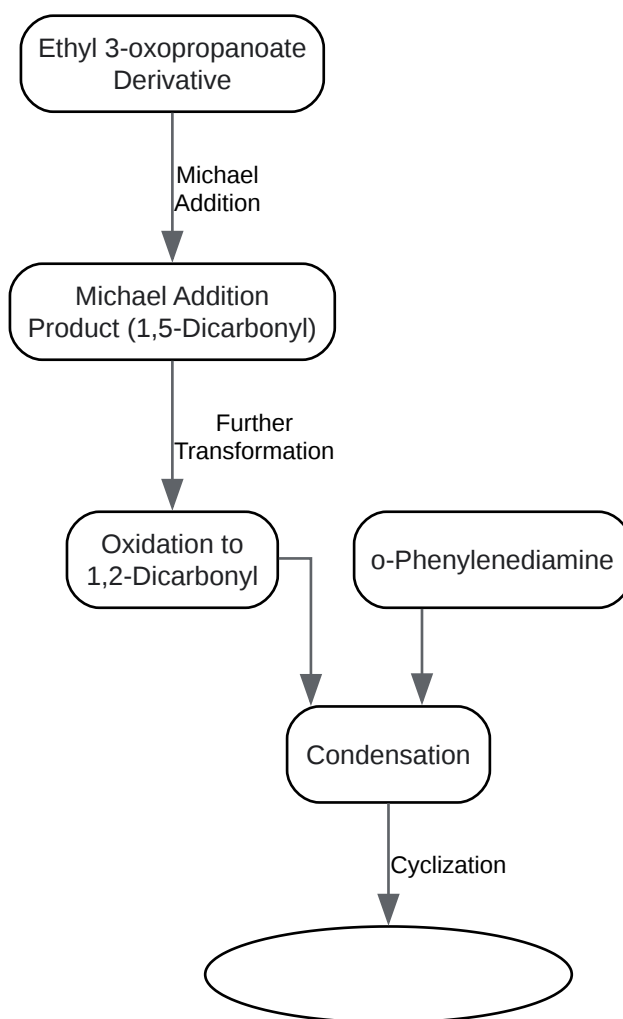 Ethyl 3-oxopropanoate
Derivative
Michael
Addition
Michael Addition
Product (1,5-Dicarbonyl)
Further
Transformation
Oxidation to
1,2-Dicarbonyl
o-Phenylenediamine
Condensation
Cyclization